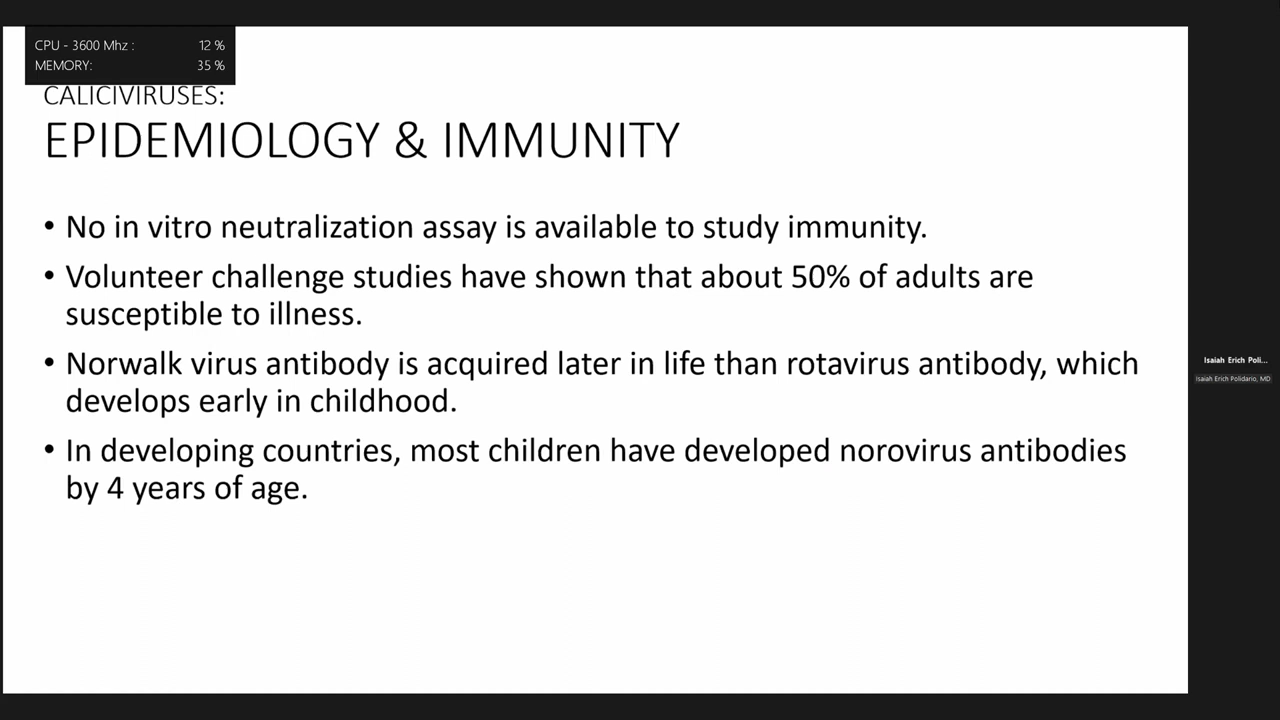 CPU - 3600 Mhz : 12 %
MEMORY: 35 %
CALICIVIRUSES:
EPIDEMIOLOGY & IMMUNITY
• No in vitro neutralization assay is available to study immunity.
• Volunteer challenge studies have shown that about 50% of adults are
susceptible to illness.
• Norwalk virus antibody is acquired later in life than rotavirus antibody, which
develops early in childhood.
• In developing countries, most children have developed norovirus antibodies
by 4 years of age.
Isaiah Erich Poli...
Isaiah Erich Polidario, MD